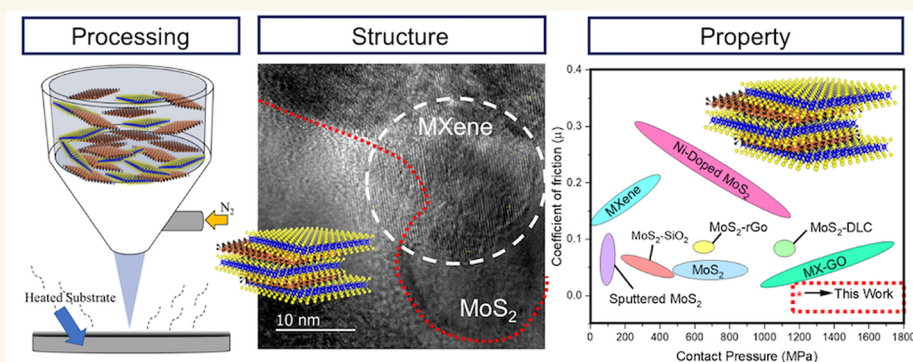 Processing
N₂
Heated Substrate
Structure
MXene
MoS₂
10 nm
Property
Coefficient of friction (μ)
0.4
0.3
0.2
0.1
0.0
Ni-Doped MoS₂
MXene
MoS₂-rGo
MoS₂-DLC
MoS₂-SiO₂
MoS₂
MX-GO
Sputtered MoS₂
This Work
0 200 400 600 800 1000 1200 1400 1600 1800
Contact Pressure (MPa)